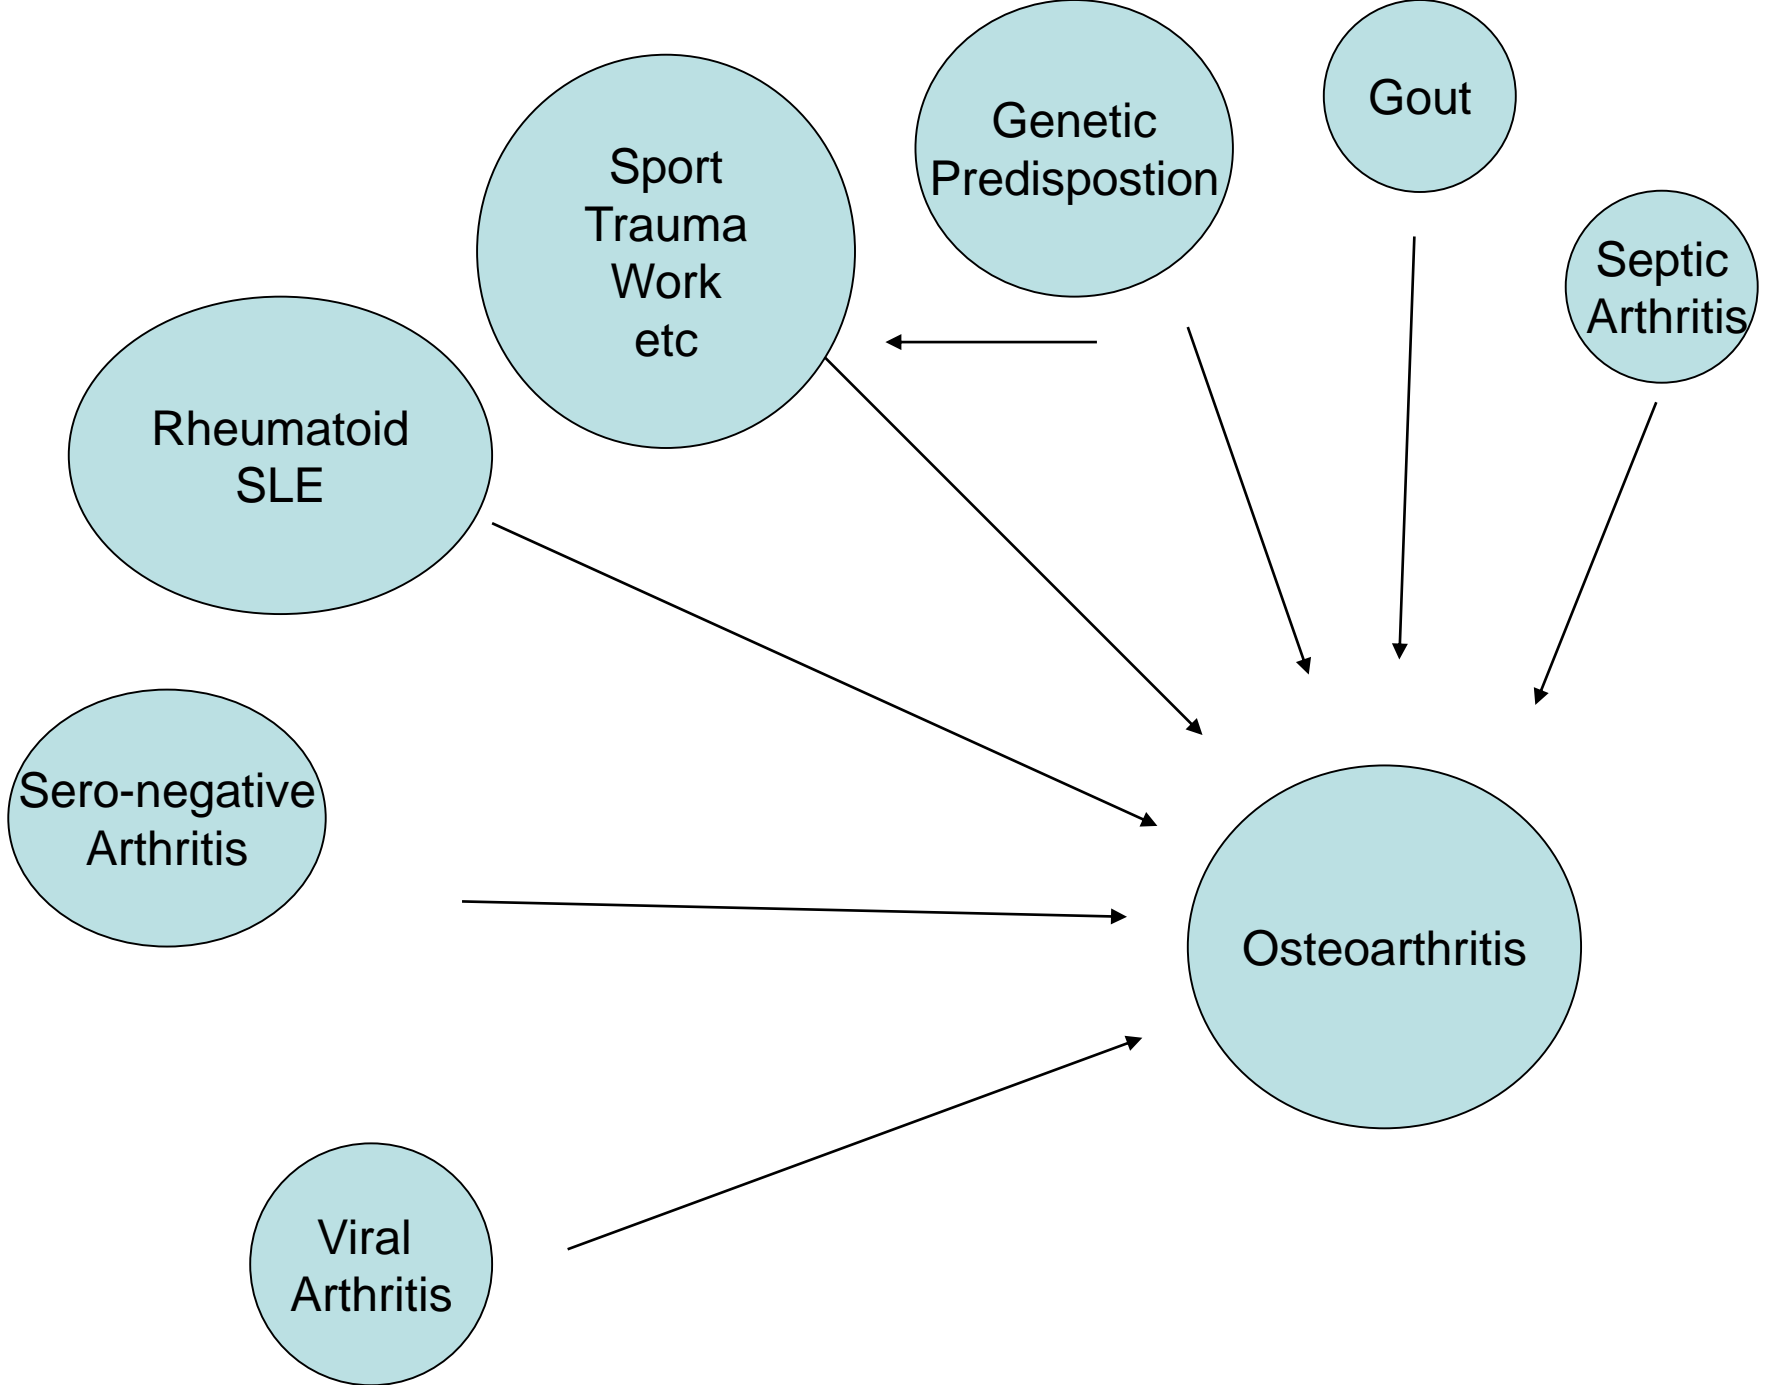 Gout
Genetic
Predispostion
Sport
Trauma
Work
etc
Septic
Arthritis
Rheumatoid
SLE
Sero-negative
Arthritis
Osteoarthritis
Viral
Arthritis